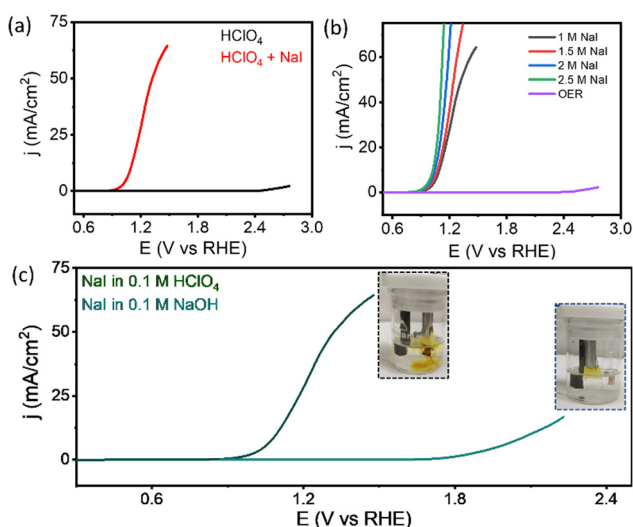 (a)
HClO₄
HClO₄ + NaI
j (mA/cm²)
75
50
25
0
0.6 1.2 1.8 2.4 3.0
E (V vs RHE)
(b)
1 M NaI
1.5 M NaI
2 M NaI
2.5 M NaI
OER
j (mA/cm²)
60
40
20
0
0.6 1.2 1.8 2.4 3.0
E (V vs RHE)
(c)
NaI in 0.1 M HClO₄
NaI in 0.1 M NaOH
j (mA/cm²)
75
50
25
0
0.6 1.2 1.8 2.4
E (V vs RHE)